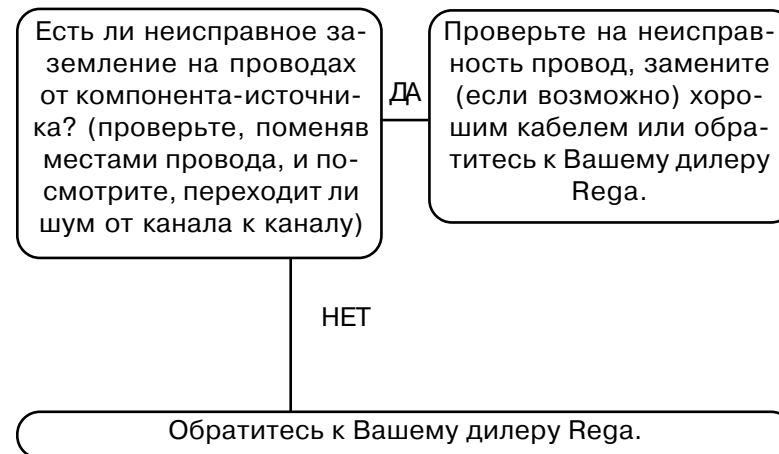 Есть ли неисправное за-
земление на проводах
от компонента-источни-
ка? (проверьте, поменяв
местами провода, и по-
смотрите, переходит ли
шум от канала к каналу)
ДА
Проверьте на неисправ-
ность провод, замените
(если возможно) хоро-
шим кабелем или обра-
титесь к Вашему дилеру
Rega.
НЕТ
Обратитесь к Вашему дилеру Rega.